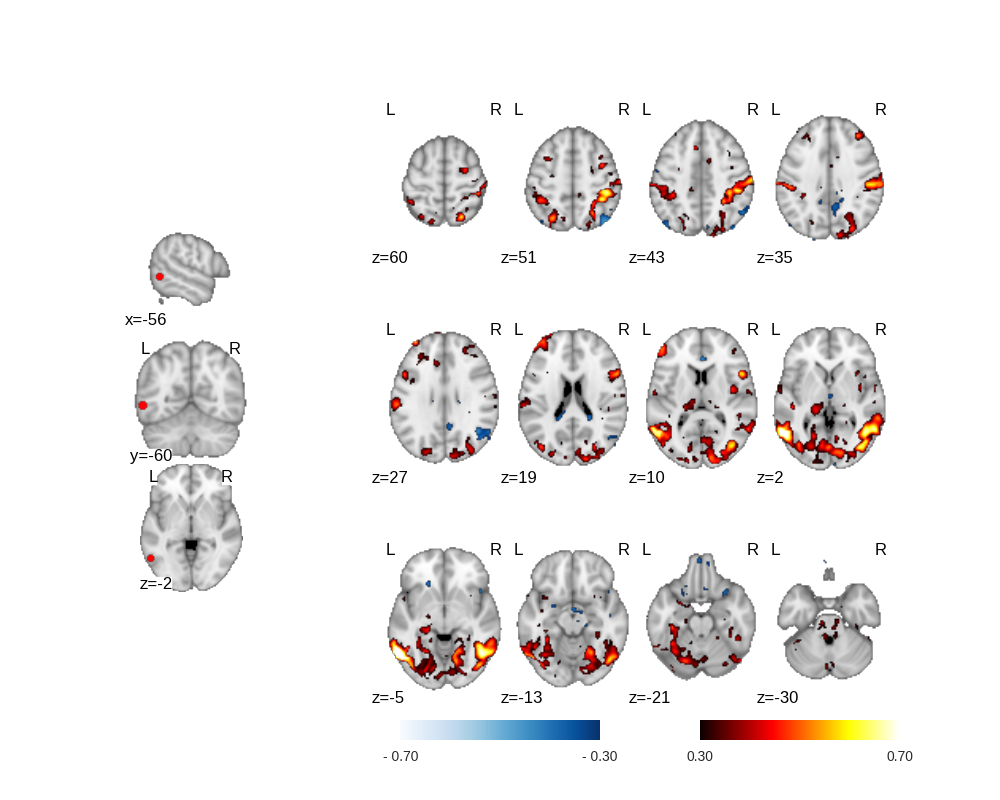 L R L R L R L R
z=60 z=51 z=43 z=35
x=-56
L R
y=-60
L R
z=-2
L R L R L R L R
z=27 z=19 z=10 z=2
L R L R L R L R
z=-5 z=-13 z=-21 z=-30
- 0.70 - 0.30 0.30 0.70